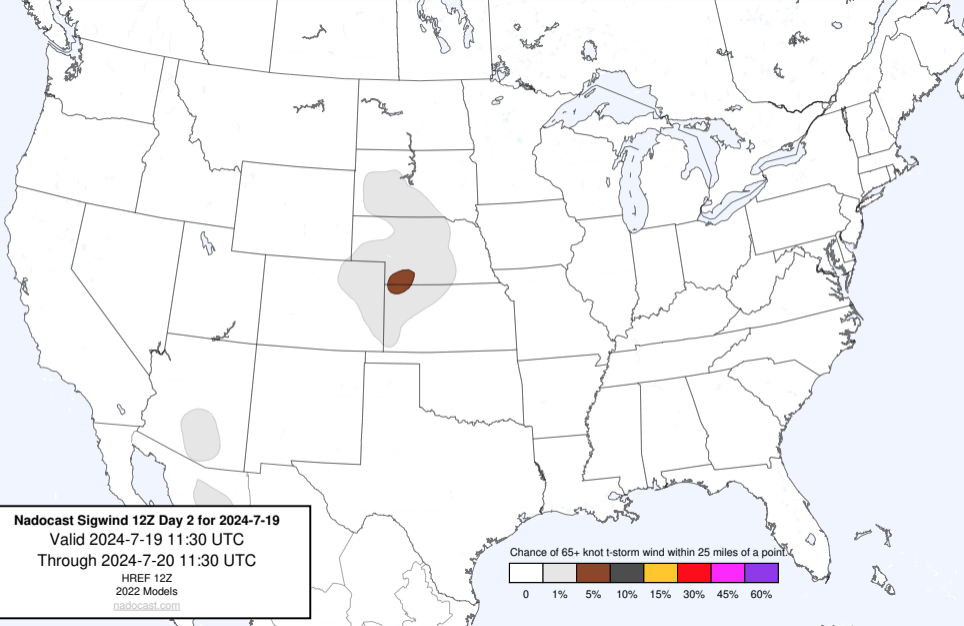 Nadocast Sigwind 12Z Day 2 for 2024-7-19
Valid 2024-7-19 11:30 UTC
Through 2024-7-20 11:30 UTC
HREF 12Z
2022 Models
nadocast.com
Chance of 65+ knot t-storm wind within 25 miles of a point.
0 1% 5% 10% 15% 30% 45% 60%